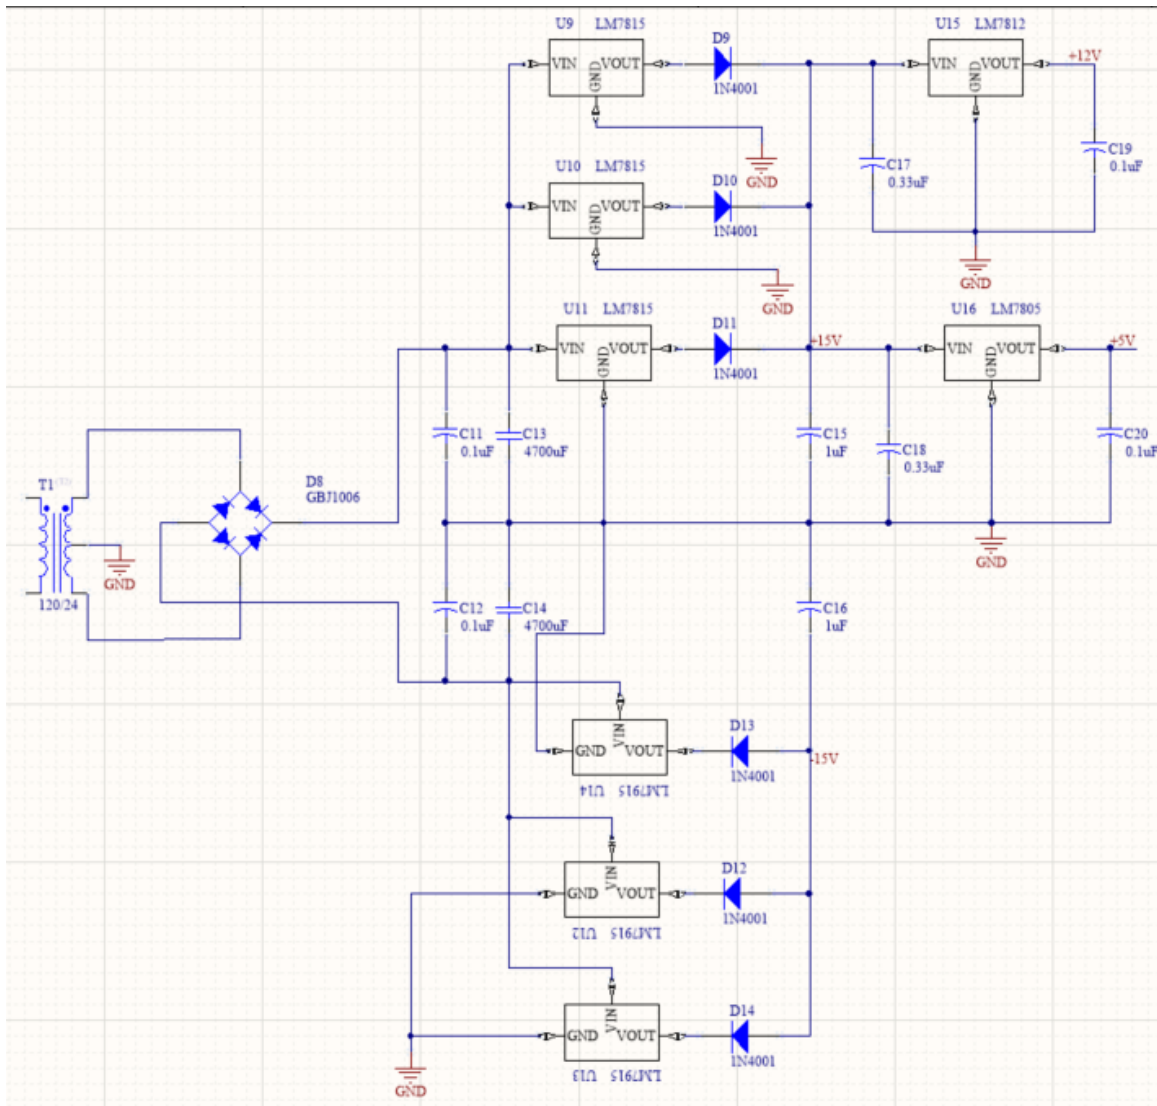 U9 LM7815
D9
VIN GND VOUT
1N4001
GND
U15 LM7812
VIN GND VOUT
+12V
C17
0.33uF
C19
0.1uF
GND
U10 LM7815
D10
VIN GND VOUT
1N4001
GND
U11 LM7815
D11
VIN GND VOUT
1N4001
+15V
U16 LM7805
VIN GND VOUT
+5V
C11
0.1uF
C13
4700uF
C15
1uF
C18
0.33uF
C20
0.1uF
T1
D8
GBJ1006
GND
120/24
GND
C12
0.1uF
C14
4700uF
C16
1uF
D13
GND VIN VOUT
1N4001
-15V
U14 LM7915
D12
GND VIN VOUT
1N4001
U12 LM7915
D14
GND VIN VOUT
1N4001
U13 LM7915
GND